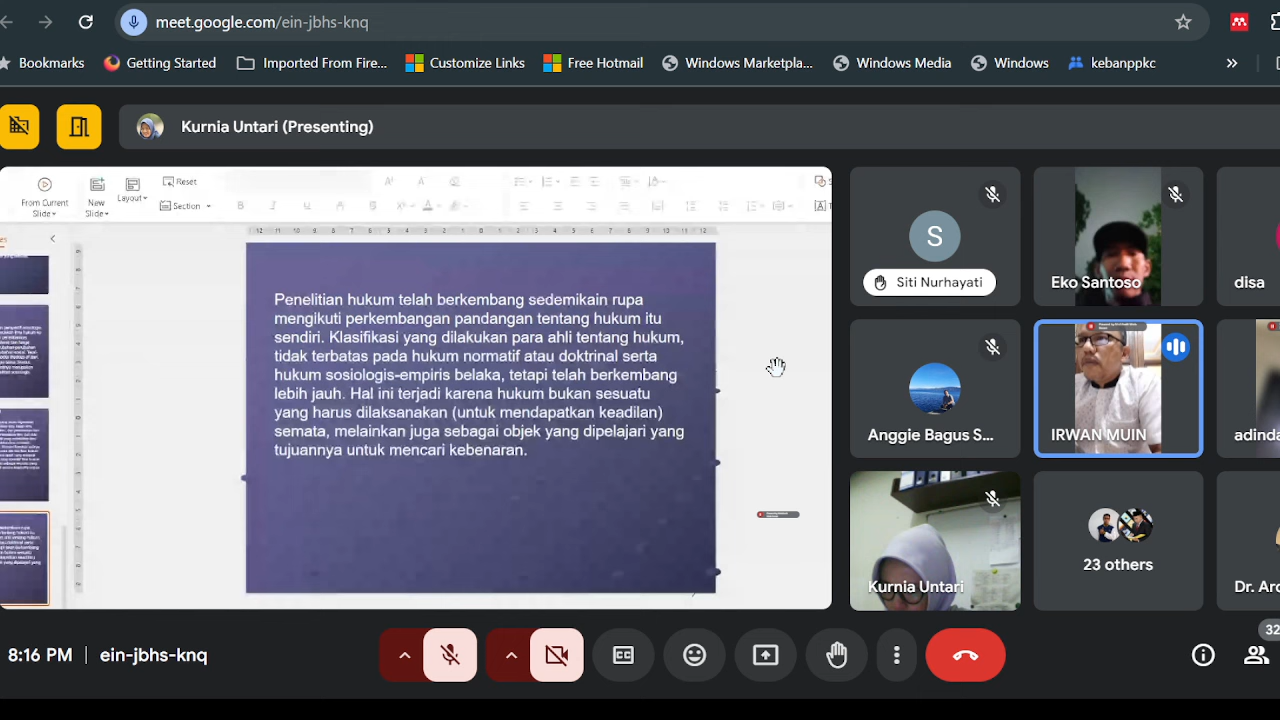 meet.google.com/ein-jbhs-knq
Bookmarks
Getting Started
Imported From Fire...
Customize Links
Free Hotmail
Windows Marketpla...
Windows Media
Windows
kebanppkc
Kurnia Untari (Presenting)
From Current
Slide
New
Slide
Layout
Reset
Section
Penelitian hukum telah berkembang sedemikain rupa
mengikuti perkembangan pandangan tentang hukum itu
sendiri. Klasifikasi yang dilakukan para ahli tentang hukum,
tidak terbatas pada hukum normatif atau doktrinal serta
hukum sosiologis-empiris belaka, tetapi telah berkembang
lebih jauh. Hal ini terjadi karena hukum bukan sesuatu
yang harus dilaksanakan (untuk mendapatkan keadilan)
semata, melainkan juga sebagai objek yang dipelajari yang
tujuannya untuk mencari kebenaran.
S
Siti Nurhayati
Eko Santoso
disa
Anggie Bagus S...
IRWAN MUIN
adinda
Kurnia Untari
23 others
Dr. Arc
8:16 PM
ein-jbhs-knq
32